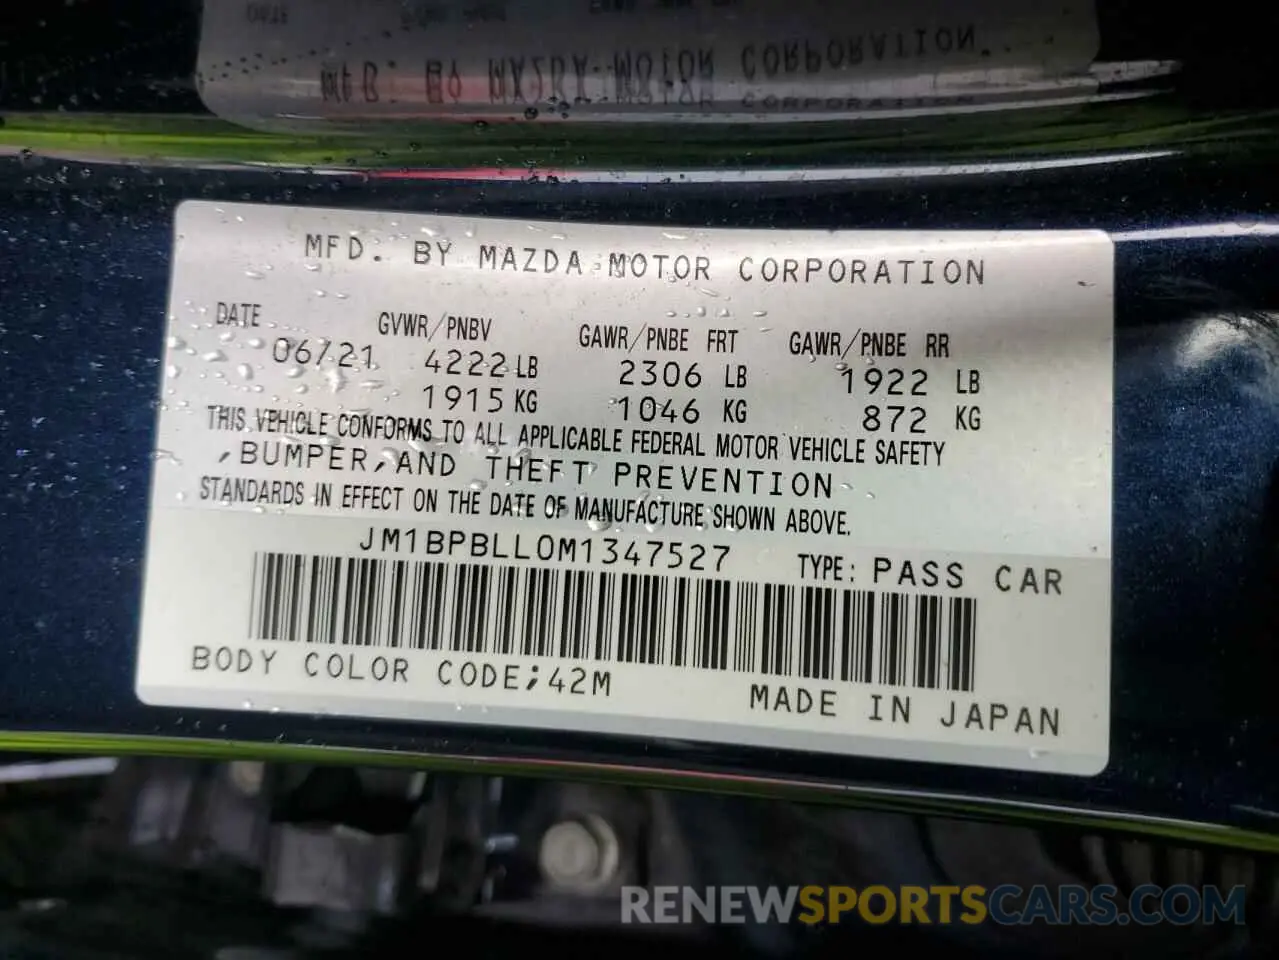 MFD. BY MAZDA MOTOR CORPORATION
DATE GVWR/PNBV GAWR/PNBE FRT GAWR/PNBE RR
06/21 4222 LB 2306 LB 1922 LB
1915 KG 1046 KG 872 KG
THIS VEHICLE CONFORMS TO ALL APPLICABLE FEDERAL MOTOR VEHICLE SAFETY
,BUMPER,AND THEFT PREVENTION
STANDARDS IN EFFECT ON THE DATE OF MANUFACTURE SHOWN ABOVE.
JM1BPBLL0M1347527 TYPE: PASS CAR
BODY COLOR CODE;42M
MADE IN JAPAN
RENEWSPORTSCARS.COM